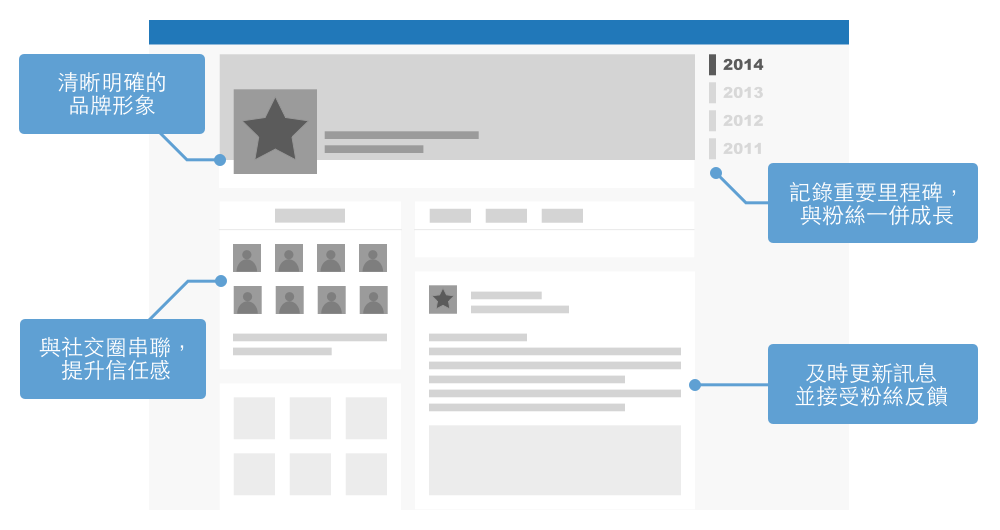 清晰明確的
品牌形象
2014
2013
2012
2011
記錄重要里程碑，
與粉絲一併成長
與社交圈串聯，
提升信任感
及時更新訊息
並接受粉絲反饋